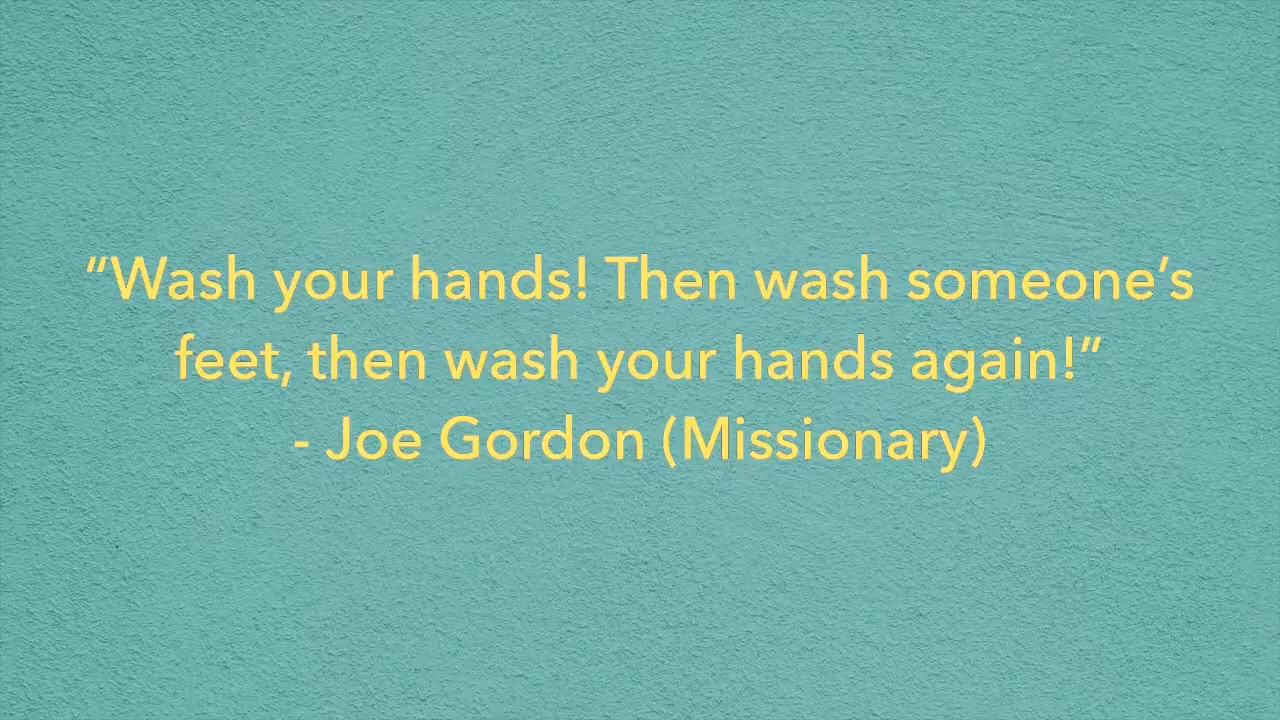 “Wash your hands! Then wash someone’s
feet, then wash your hands again!”
- Joe Gordon (Missionary)